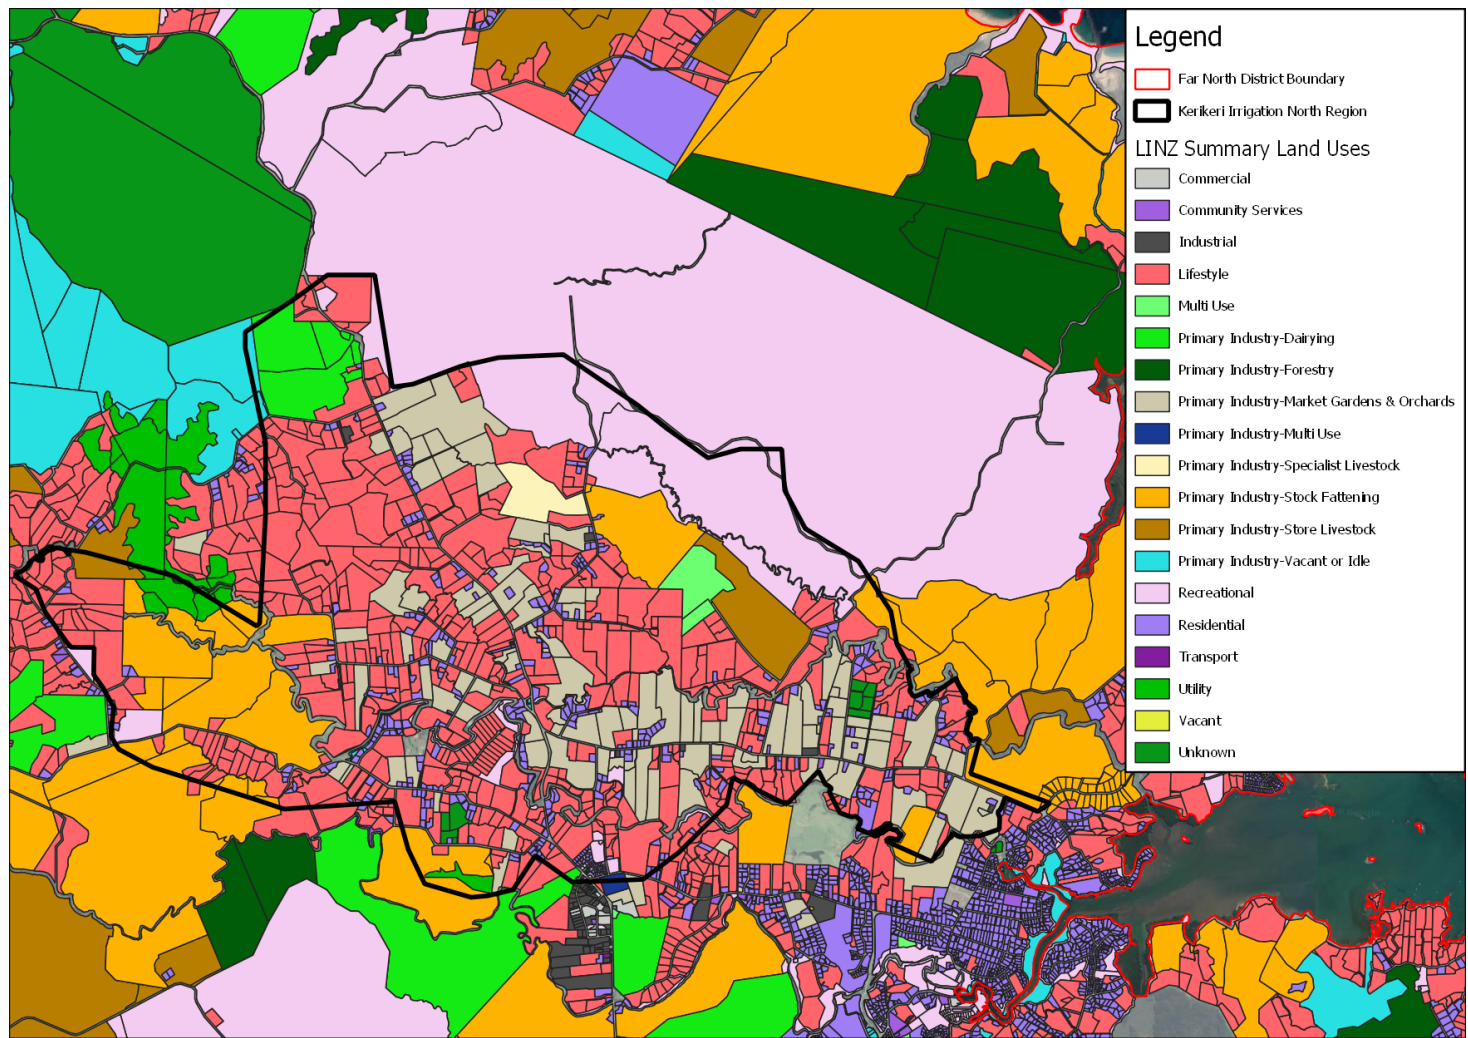 Legend
Far North District Boundary
Kerikeri Irrigation North Region
LINZ Summary Land Uses
Commercial
Community Services
Industrial
Lifestyle
Multi Use
Primary Industry-Dairying
Primary Industry-Forestry
Primary Industry-Market Gardens & Orchards
Primary Industry-Multi Use
Primary Industry-Specialist Livestock
Primary Industry-Stock Fattening
Primary Industry-Store Livestock
Primary Industry-Vacant or Idle
Recreational
Residential
Transport
Utility
Vacant
Unknown